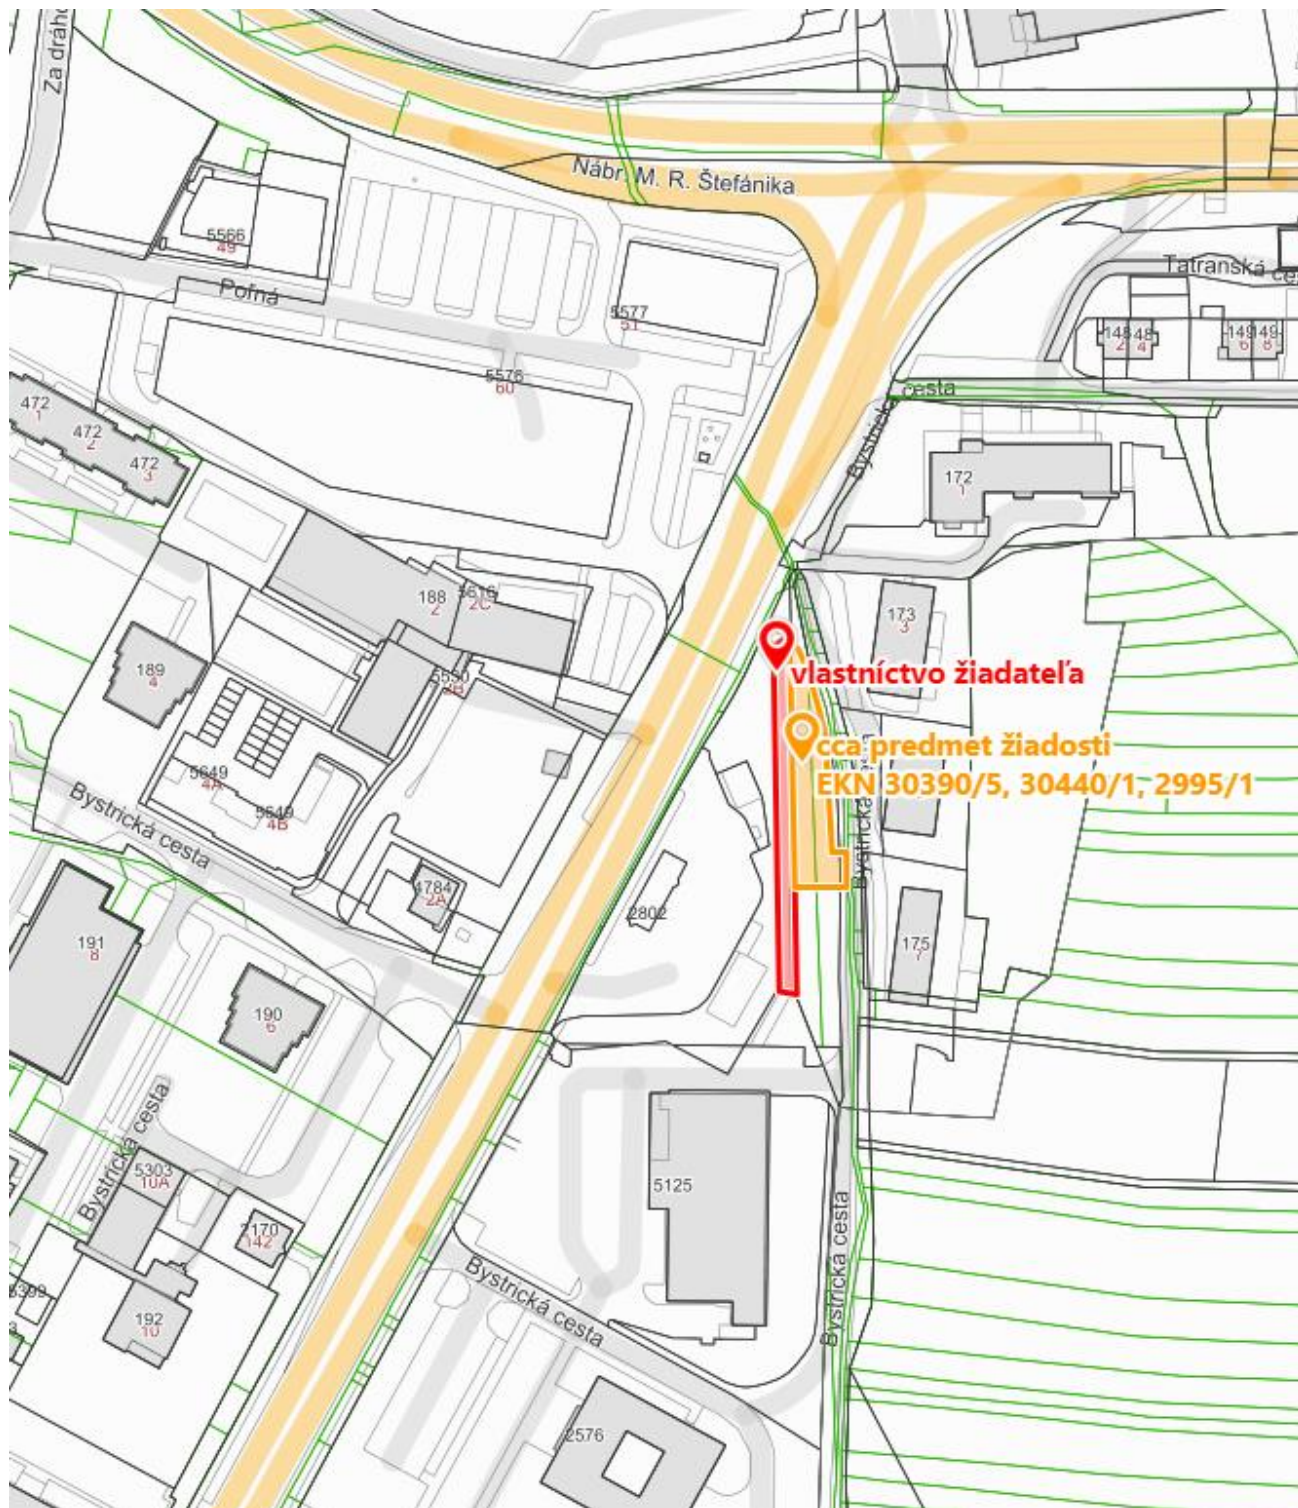 Za dráho
Nábr. M. R. Štefánika
5566
49
Poľná
Tatranská ce
5577
51
148
2
48
4
149
6
149
8
5576
60
cesta
Bystrická
472
1
472
2
472
3
172
1
188
2
5616
2C
173
3
189
4
5550
2B
vlastníctvo žiadateľa
cca predmet žiadosti
EKN 30390/5, 30440/1, 2995/1
5649
4A
5649
4B
Bystrická cesta
Bystrická
4784
2A
2802
191
8
175
7
190
6
Bystrická cesta
5303
10A
5125
2170
142
Bystrická cesta
Bystrická cesta
192
10
2576